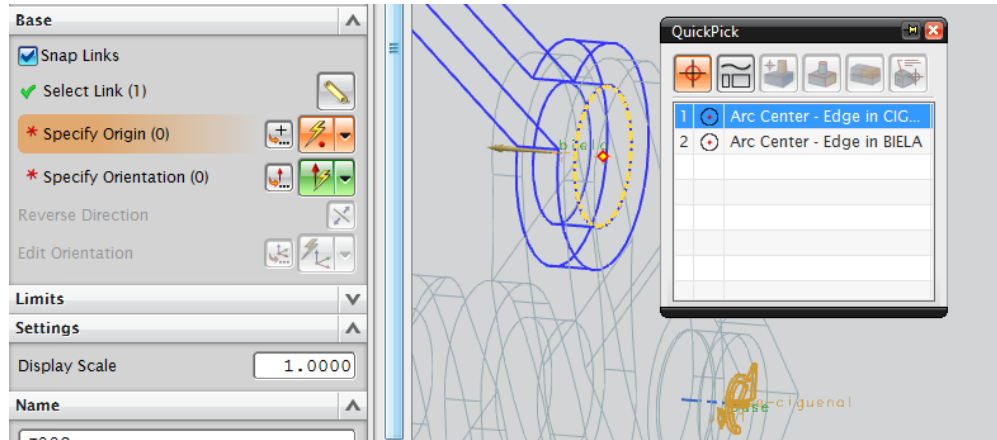 Base
Snap Links
Select Link (1)
* Specify Origin (0)
* Specify Orientation (0)
Reverse Direction
Edit Orientation
Limits
Settings
Display Scale 1.0000
Name
QuickPick
1 Arc Center - Edge in CIG...
2 Arc Center - Edge in BIELA
biela
base-ciguenal